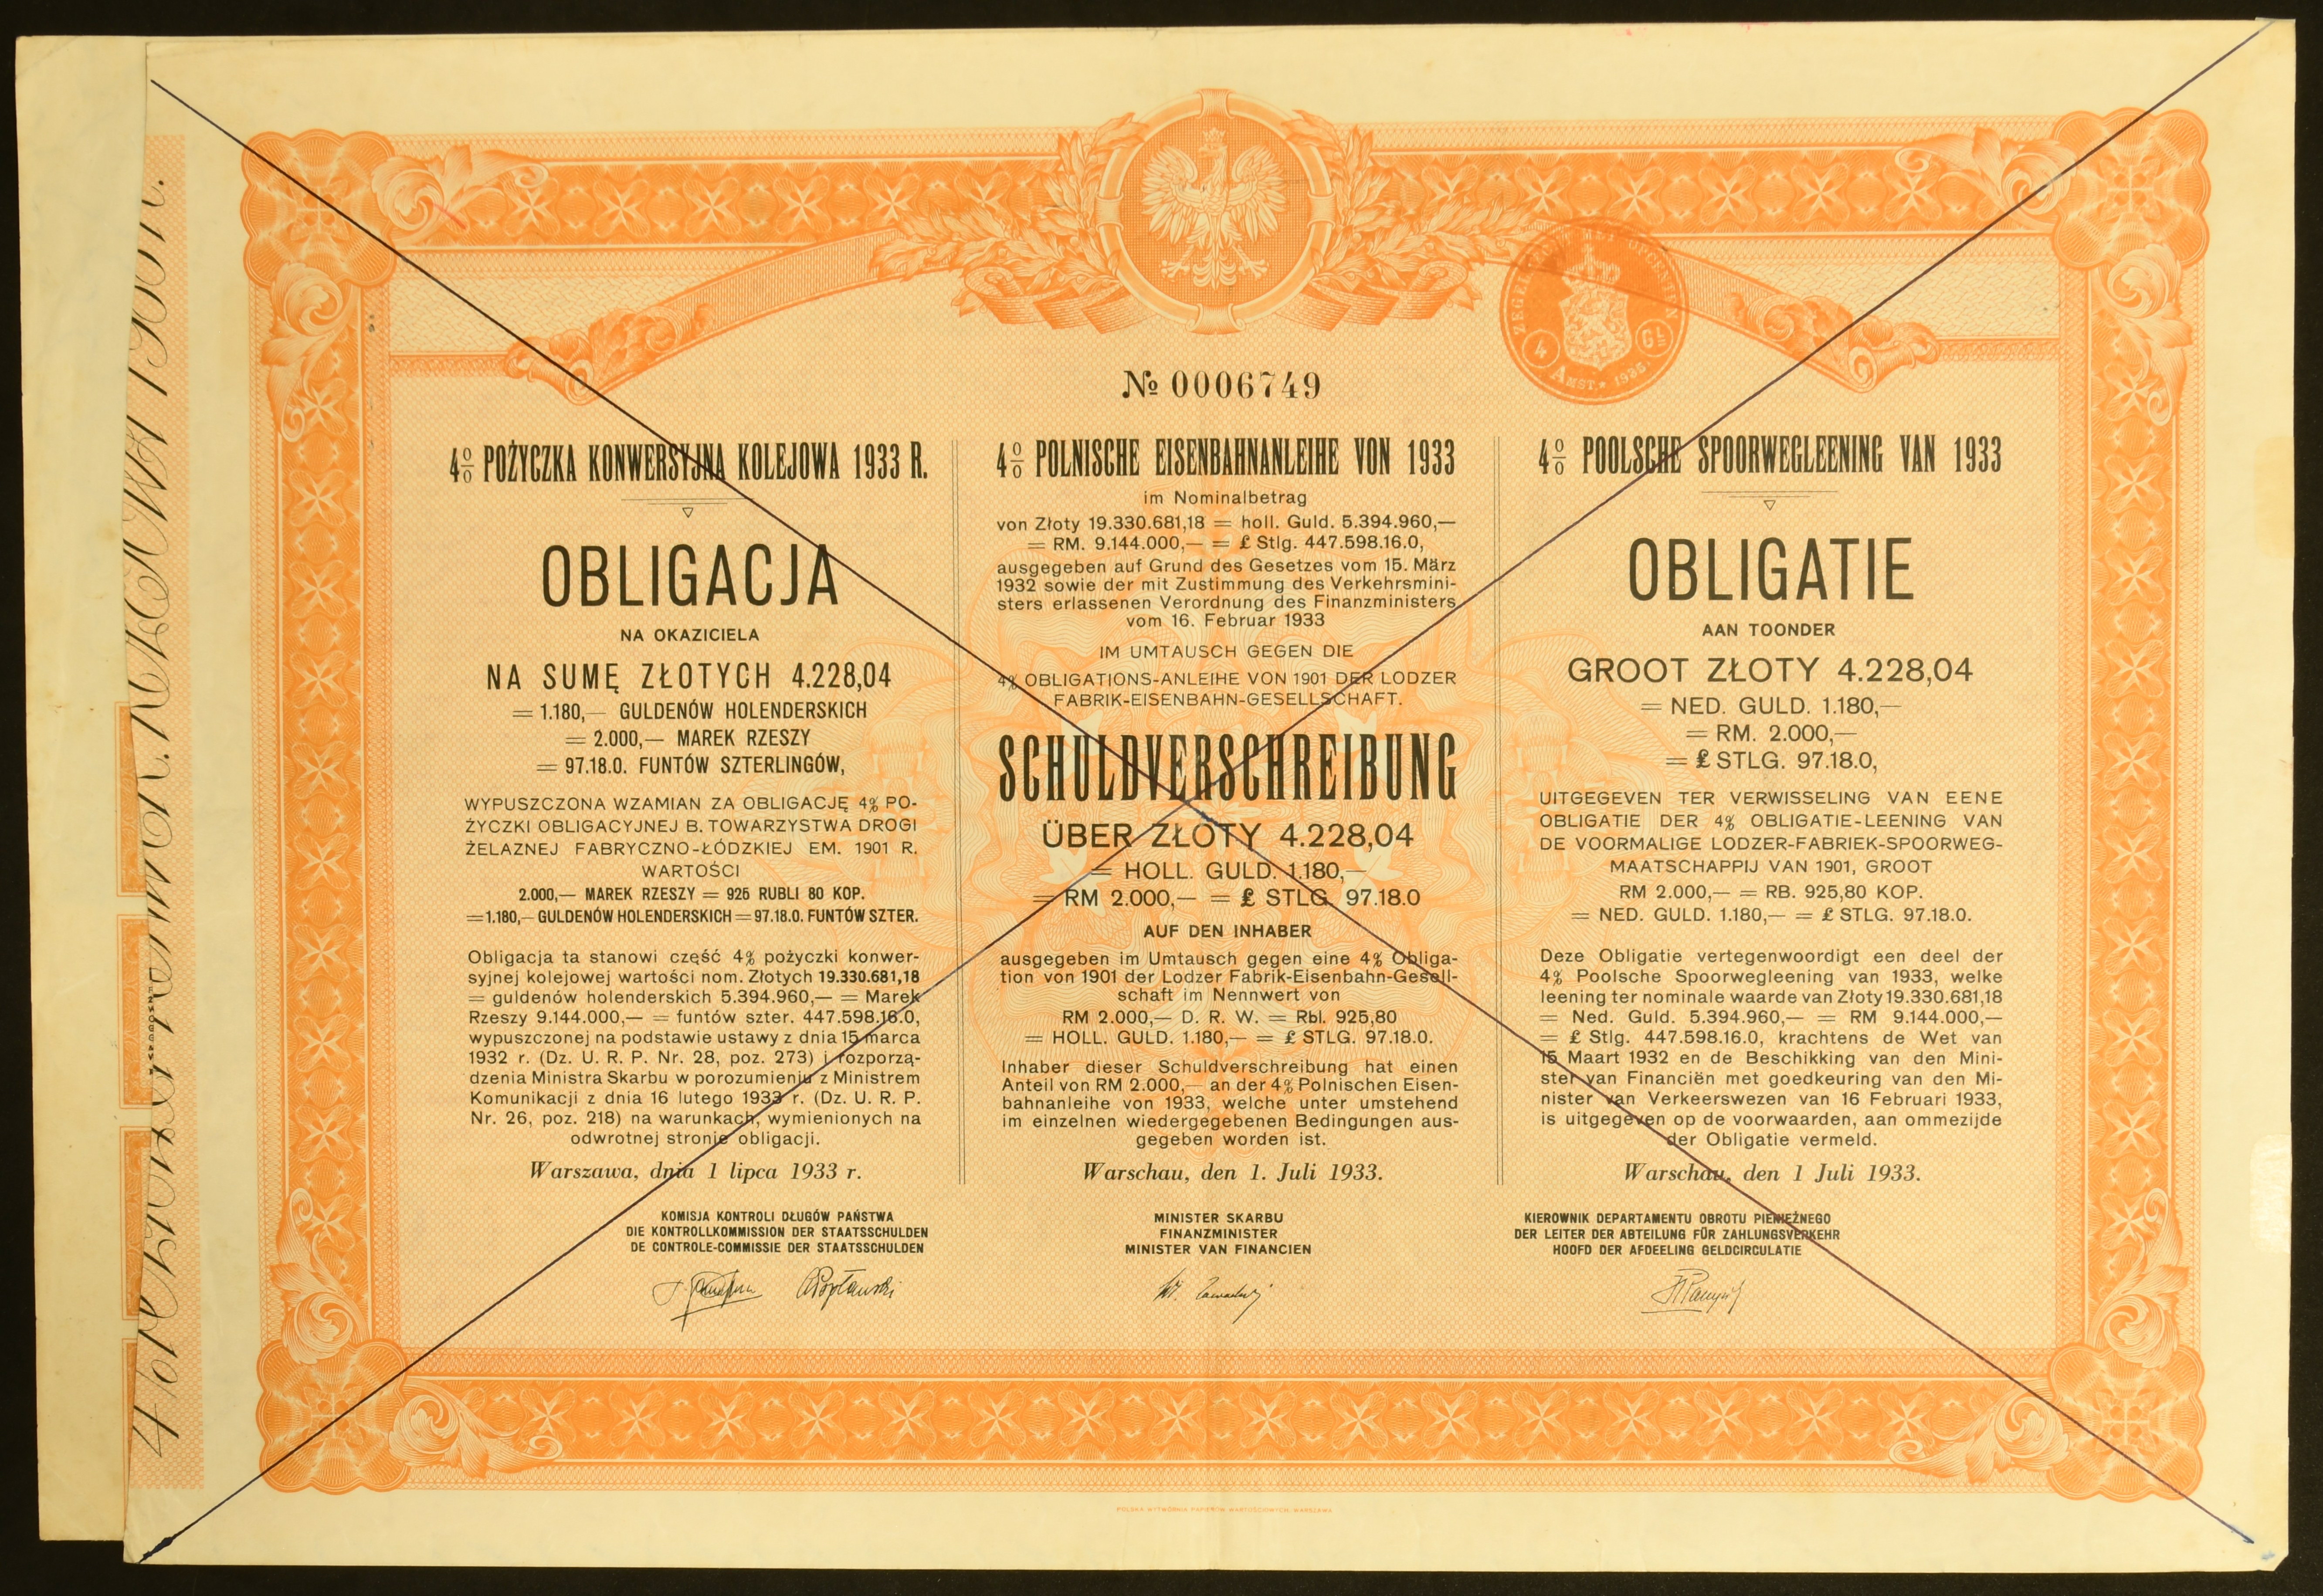 № 0006749
4% POŻYCZKA KONWERSYJNA KOLEJOWA 1933 R.
OBLIGACJA
NA OKAZICIELA
NA SUMĘ ZŁOTYCH 4.228,04
= 1.180,— GULDENÓW HOLENDERSKICH
= 2.000,— MAREK RZESZY
= 97.18.0. FUNTÓW SZTERLINGÓW,
WYPUSZCZONA WZAMIAN ZA OBLIGACJĘ 4% PO-
ŻYCZKI OBLIGACYJNEJ B. TOWARZYSTWA DROGI
ŻELAZNEJ FABRYCZNO-ŁÓDZKIEJ EM. 1901 R.
WARTOŚCI
2.000,— MAREK RZESZY = 925 RUBLI 80 KOP.
= 1.180,— GULDENÓW HOLENDERSKICH = 97.18.0. FUNTÓW SZTER.
Obligacja ta stanowi część 4% pożyczki konwer-
syjnej kolejowej wartości nom. Złotych 19.330.681,18
= guldenów holenderskich 5.394.960,— = Marek
Rzeszy 9.144.000,— = funtów szter. 447.598.16.0,
wypuszczonej na podstawie ustawy z dnia 15 marca
1932 r. (Dz. U. R. P. Nr. 28, poz. 273) i rozporzą-
dzenia Ministra Skarbu w porozumieniu z Ministrem
Komunikacji z dnia 16 lutego 1933 r. (Dz. U. R. P.
Nr. 26, poz. 218) na warunkach, wymienionych na
odwrotnej stronie obligacji.
Warszawa, dnia 1 lipca 1933 r.
KOMISJA KONTROLI DŁUGÓW PAŃSTWA
DIE KONTROLLKOMMISSION DER STAATSSCHULDEN
DE CONTROLE-COMMISSIE DER STAATSSCHULDEN
4% POLNISCHE EISENBAHNANLEIHE VON 1933
im Nominalbetrag
von Złoty 19.330.681,18 = holl. Guld. 5.394.960,—
= RM. 9.144.000,— = £ Stlg. 447.598.16.0,
ausgegeben auf Grund des Gesetzes vom 15. März
1932 sowie der mit Zustimmung des Verkehrsmini-
sters erlassenen Verordnung des Finanzministers
vom 16. Februar 1933
IM UMTAUSCH GEGEN DIE
4% OBLIGATIONS-ANLEIHE VON 1901 DER LODZER
FABRIK-EISENBAHN-GESELLSCHAFT.
SCHULDVERSCHREIBUNG
ÜBER ZŁOTY 4.228,04
= HOLL. GULD. 1.180,—
= RM 2.000,— = £ STLG. 97.18.0
AUF DEN INHABER
ausgegeben im Umtausch gegen eine 4% Obliga-
tion von 1901 der Lodzer Fabrik-Eisenbahn-Gesell-
schaft im Nennwert von
RM 2.000,— D. R. W. = Rbl. 925,80
= HOLL. GULD. 1.180,— = £ STLG. 97.18.0.
Inhaber dieser Schuldverschreibung hat einen
Anteil von RM 2.000,— an der 4% Polnischen Eisen-
bahnanleihe von 1933, welche unter umstehend
im einzelnen wiedergegebenen Bedingungen aus-
gegeben worden ist.
Warschau, den 1. Juli 1933.
MINISTER SKARBU
FINANZMINISTER
MINISTER VAN FINANCIEN
4% POOLSCHE SPOORWEGLEENING VAN 1933
OBLIGATIE
AAN TOONDER
GROOT ZŁOTY 4.228,04
= NED. GULD. 1.180,—
= RM. 2.000,—
= £ STLG. 97.18.0,
UITGEGEVEN TER VERWISSELING VAN EENE
OBLIGATIE DER 4% OBLIGATIE-LEENING VAN
DE VOORMALIGE LODZER-FABRIEK-SPOORWEG-
MAATSCHAPPIJ VAN 1901, GROOT
RM 2.000,— = RB. 925,80 KOP.
= NED. GULD. 1.180,— = £ STLG. 97.18.0.
Deze Obligatie vertegenwoordigt een deel der
4% Poolsche Spoorwegleening van 1933, welke
leening ter nominale waarde van Złoty 19.330.681,18
= Ned. Guld. 5.394.960,— = RM 9.144.000,—
= £ Stlg. 447.598.16.0, krachtens de Wet van
15 Maart 1932 en de Beschikking van den Mini-
ster van Financiën met goedkeuring van den Mi-
nister van Verkeerswezen van 16 Februari 1933,
is uitgegeven op de voorwaarden, aan ommezijde
der Obligatie vermeld.
Warschau, den 1 Juli 1933.
KIEROWNIK DEPARTAMENTU OBROTU PIENIĘŻNEGO
DER LEITER DER ABTEILUNG FÜR ZAHLUNGSVERKEHR
HOOFD DER AFDEELING GELDCIRCULATIE
ZEGELRECHT MET OPCENTEN
4 GL
AMST. 1935.
POLSKA WYTWÓRNIA PAPIERÓW WARTOŚCIOWYCH, WARSZAWA